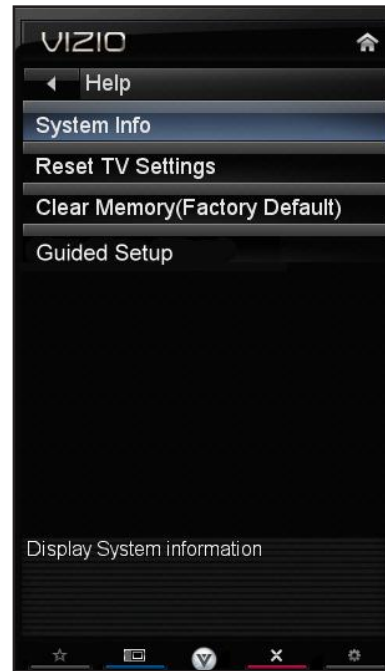 VIZIO
Help
System Info
Reset TV Settings
Clear Memory(Factory Default)
Guided Setup
Display System information
V